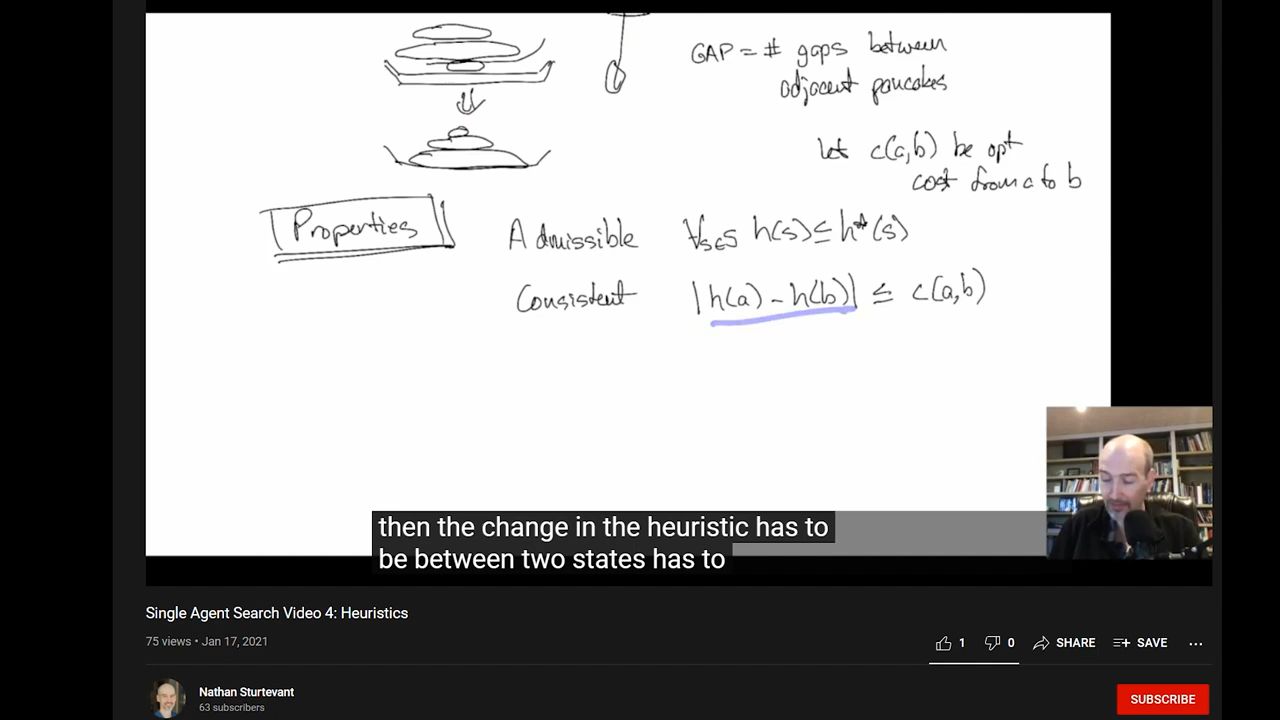 GAP = # gaps between
adjacent pancakes
let c(a,b) be opt
cost from a to b
Properties
Admissible ∀s∈S h(s) ≤ h*(s)
Consistent |h(a) - h(b)| ≤ c(a,b)
then the change in the heuristic has to
be between two states has to
Single Agent Search Video 4: Heuristics
75 views • Jan 17, 2021
1 0 SHARE SAVE ...
Nathan Sturtevant
63 subscribers
SUBSCRIBE